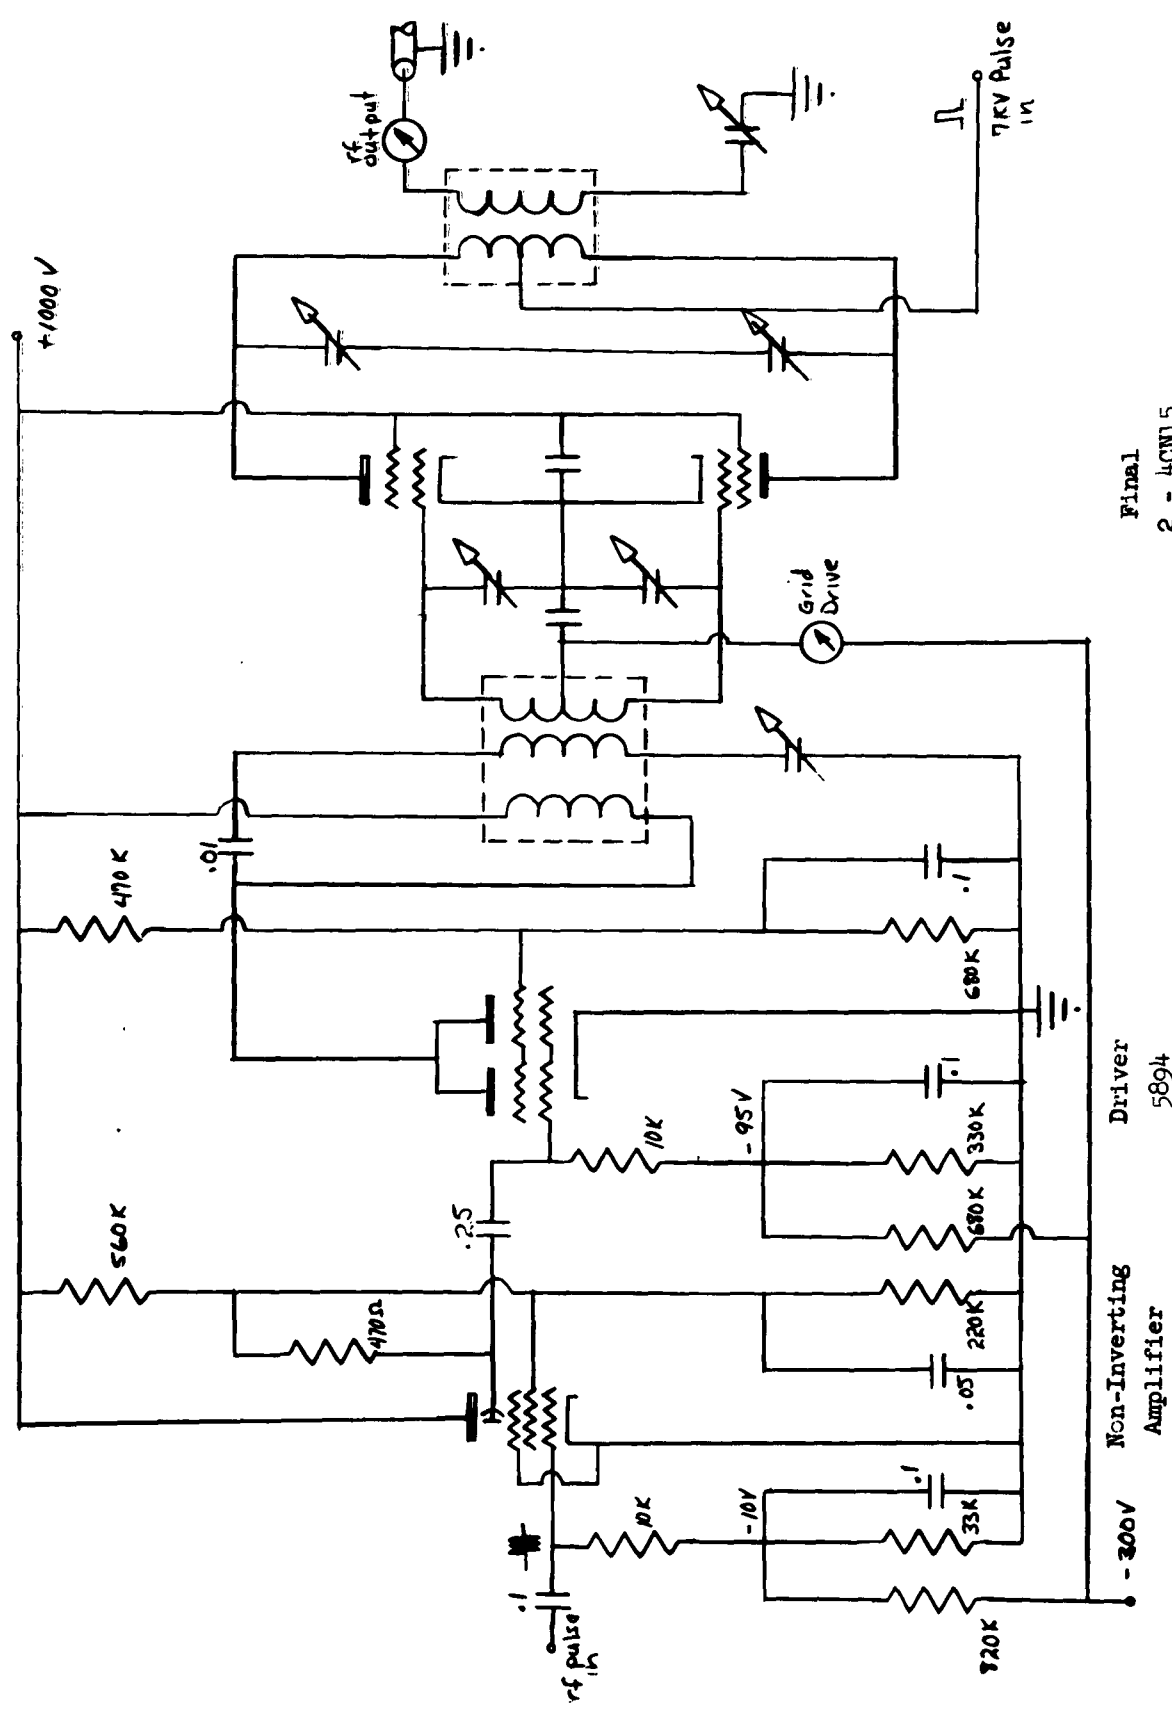 +1000 V
560K
470K
.01
470Ω
.25
.1
rf pulse
in
10K
-10V
820K
33K
.1
.05
220K
680K
330K
.1
-95V
10K
680K
.1
Grid
Drive
rf
output
7KV Pulse
in
-300V
Non-Inverting
Amplifier
Driver
5894
Final